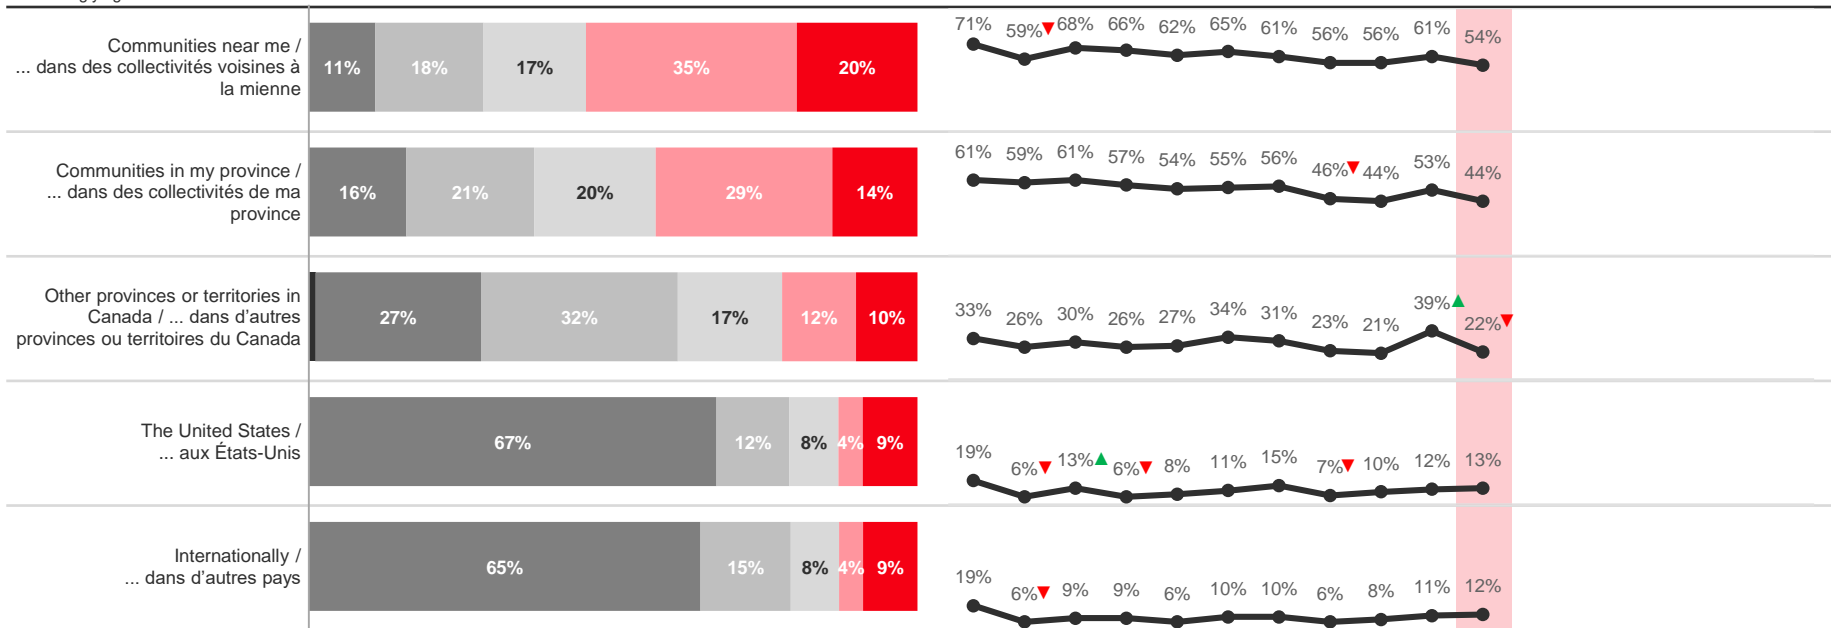 Communities near me /
... dans des collectivités voisines à
la mienne
11% 18% 17% 35% 20%
71% 59% 68% 66% 62% 65% 61% 56% 56% 61% 54%
Communities in my province /
... dans des collectivités de ma
province
16% 21% 20% 29% 14%
61% 59% 61% 57% 54% 55% 56% 46% 44% 53% 44%
Other provinces or territories in
Canada / ... dans d'autres
provinces ou territoires du Canada
27% 32% 17% 12% 10%
33% 26% 30% 26% 27% 34% 31% 23% 21% 39% 22%
The United States /
... aux États-Unis
67% 12% 8% 4% 9%
19% 6% 13% 6% 8% 11% 15% 7% 10% 12% 13%
Internationally /
... dans d'autres pays
65% 15% 8% 4% 9%
19% 6% 9% 9% 6% 10% 10% 6% 8% 11% 12%